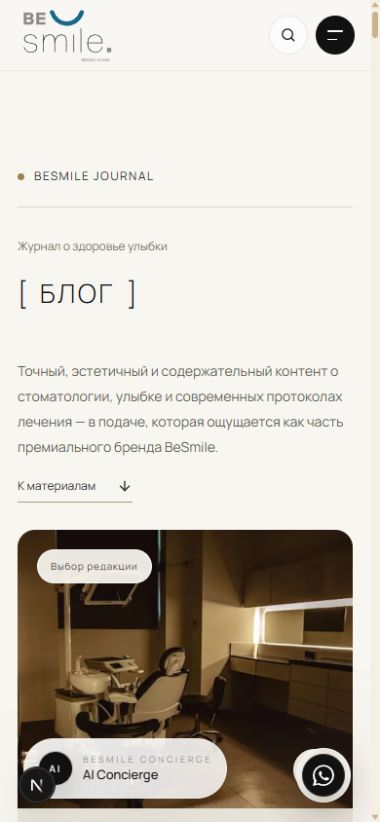 BE
smile.
BESMILE JOURNAL
Журнал о здоровье улыбки
[ БЛОГ ]
Точный, эстетичный и содержательный контент о
стоматологии, улыбке и современных протоколах
лечения — в подаче, которая ощущается как часть
премиального бренда BeSmile.
К материалам
Выбор редакции
AI
BESMILE CONCIERGE
AI Concierge
N